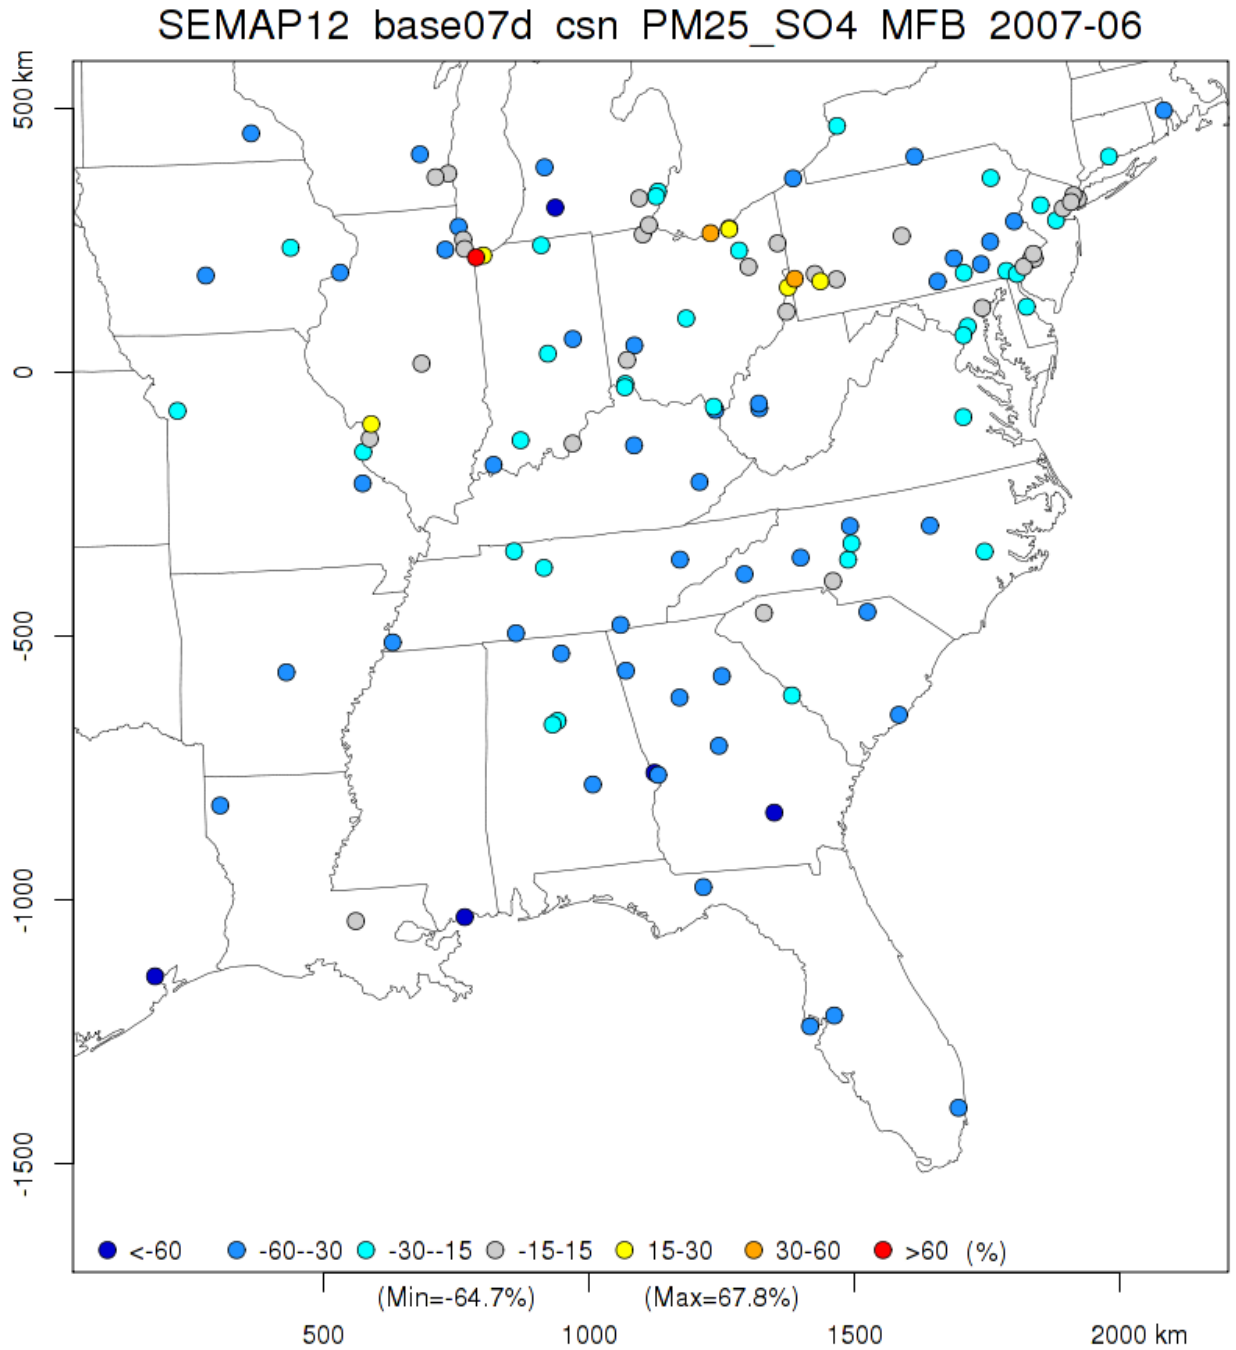 SEMAP12 base07d csn PM25_SO4 MFB 2007-06
500 km
0
-500
-1000
-1500
<-60 -60--30 -30--15 -15-15 15-30 30-60 >60 (%)
(Min=-64.7%) (Max=67.8%)
500 1000 1500 2000 km